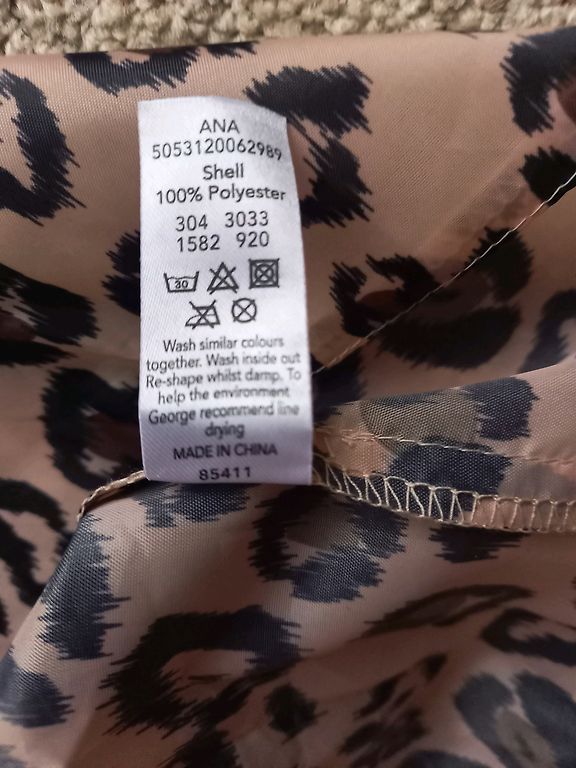 ANA
5053120062989
Shell
100% Polyester
304 3033
1582 920
30
Wash similar colours
together. Wash inside out
Re-shape whilst damp. To
help the environment
George recommend line
drying
MADE IN CHINA
85411